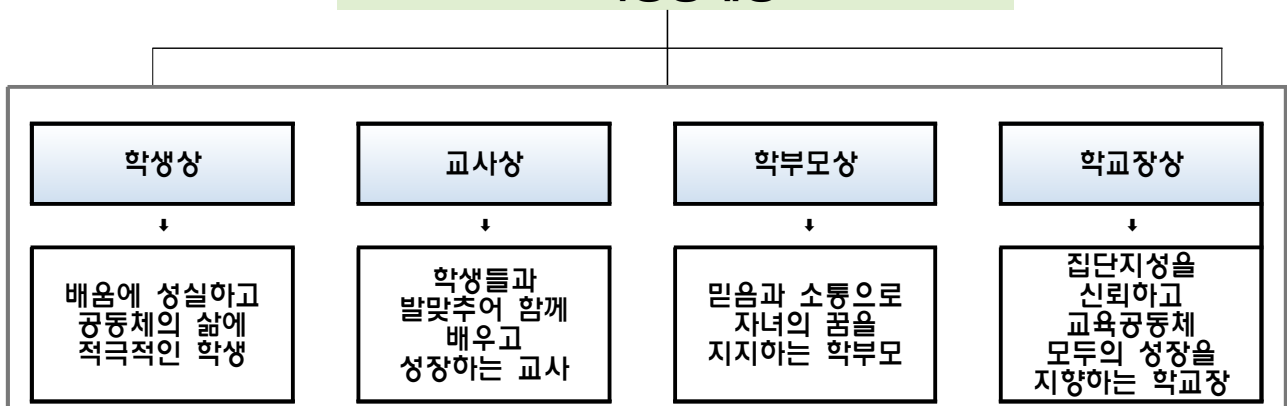 학생상
교사상
학부모상
학교장상
⬇
⬇
⬇
⬇
배움에 성실하고
공동체의 삶에
적극적인 학생
학생들과
발맞추어 함께
배우고
성장하는 교사
믿음과 소통으로
자녀의 꿈을
지지하는 학부모
집단지성을
신뢰하고
교육공동체
모두의 성장을
지향하는 학교장